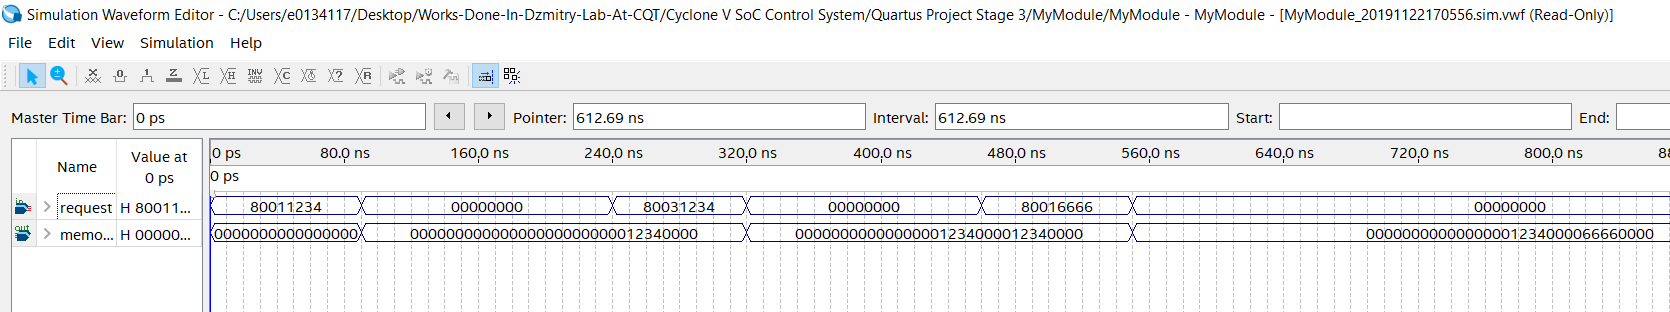 Simulation Waveform Editor - C:/Users/e0134117/Desktop/Works-Done-In-Dzmitry-Lab-At-CQT/Cyclone V SoC Control System/Quartus Project Stage 3/MyModule/MyModule - MyModule - [MyModule_20191122170556.sim.vwf (Read-Only)]
File Edit View Simulation Help
Master Time Bar: 0 ps Pointer: 612.69 ns Interval: 612.69 ns Start: End:
Name Value at 0 ps 0 ps 80.0 ns 160.0 ns 240.0 ns 320.0 ns 400.0 ns 480.0 ns 560.0 ns 640.0 ns 720.0 ns 800.0 ns 88
0 ps
request H 80011... 80011234 00000000 80031234 00000000 80016666 00000000
memo... H 00000... 0000000000000000 00000000000000000000000012340000 00000000000000001234000012340000 00000000000000001234000066660000